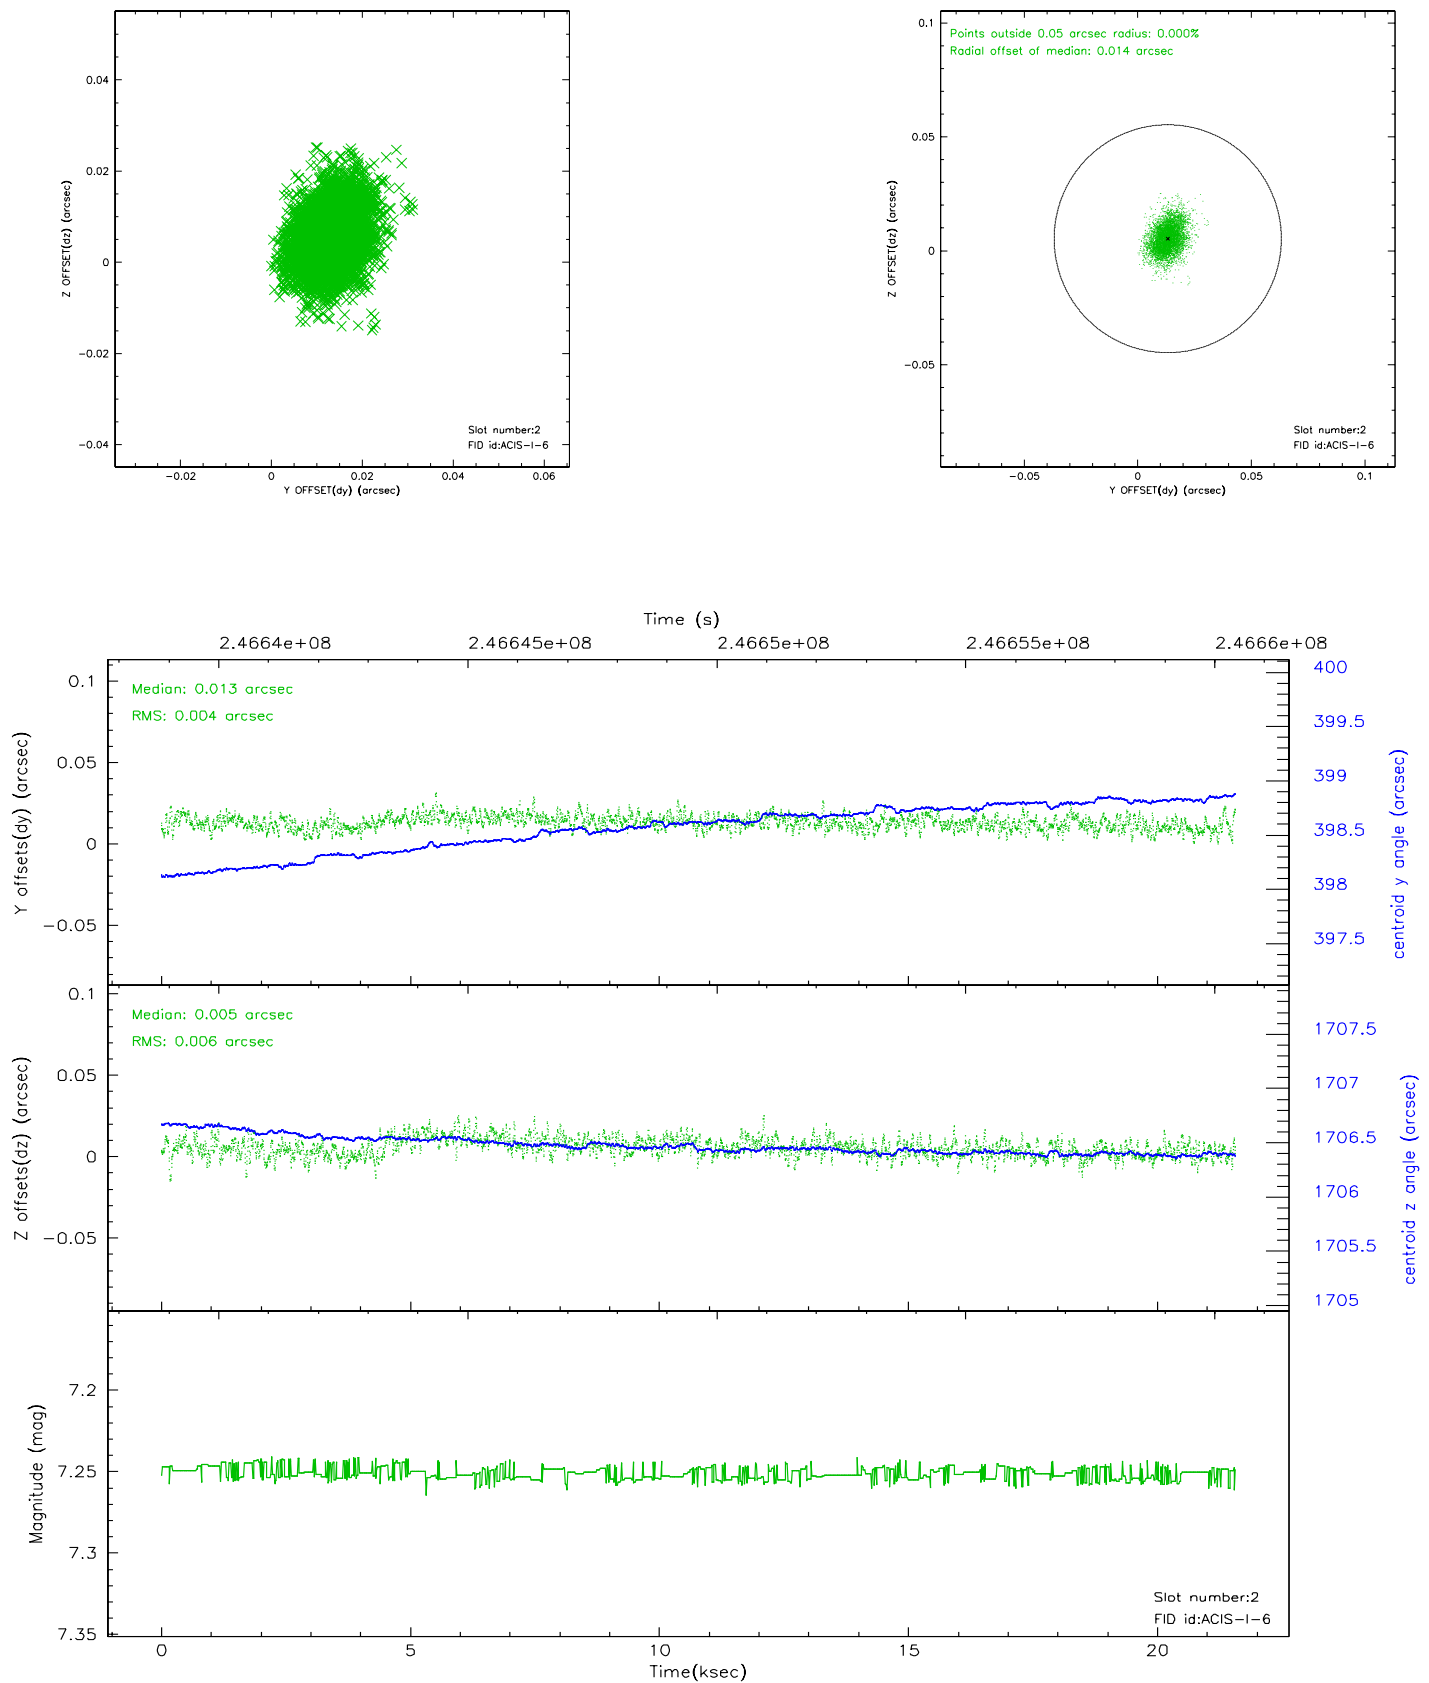 0.04
0.02
0
-0.02
-0.04
Z OFFSET(dz) (arcsec)
Slot number:2
FID id:ACIS-I-6
-0.02 0 0.02 0.04 0.06
Y OFFSET(dy) (arcsec)
Points outside 0.05 arcsec radius: 0.000%
Radial offset of median: 0.014 arcsec
0.1
0.05
0
-0.05
Z OFFSET(dz) (arcsec)
Slot number:2
FID id:ACIS-I-6
-0.05 0 0.05 0.1
Y OFFSET(dy) (arcsec)
Time (s)
2.4664e+08 2.46645e+08 2.4665e+08 2.46655e+08 2.4666e+08
Median: 0.013 arcsec
RMS: 0.004 arcsec
0.1
0.05
0
-0.05
Y offsets(dy) (arcsec)
400
399.5
399
398.5
398
397.5
centroid y angle (arcsec)
Median: 0.005 arcsec
RMS: 0.006 arcsec
0.1
0.05
0
-0.05
Z offsets(dz) (arcsec)
1707.5
1707
1706.5
1706
1705.5
1705
centroid z angle (arcsec)
7.2
7.25
7.3
7.35
Magnitude (mag)
Slot number:2
FID id:ACIS-I-6
0 5 10 15 20
Time(ksec)